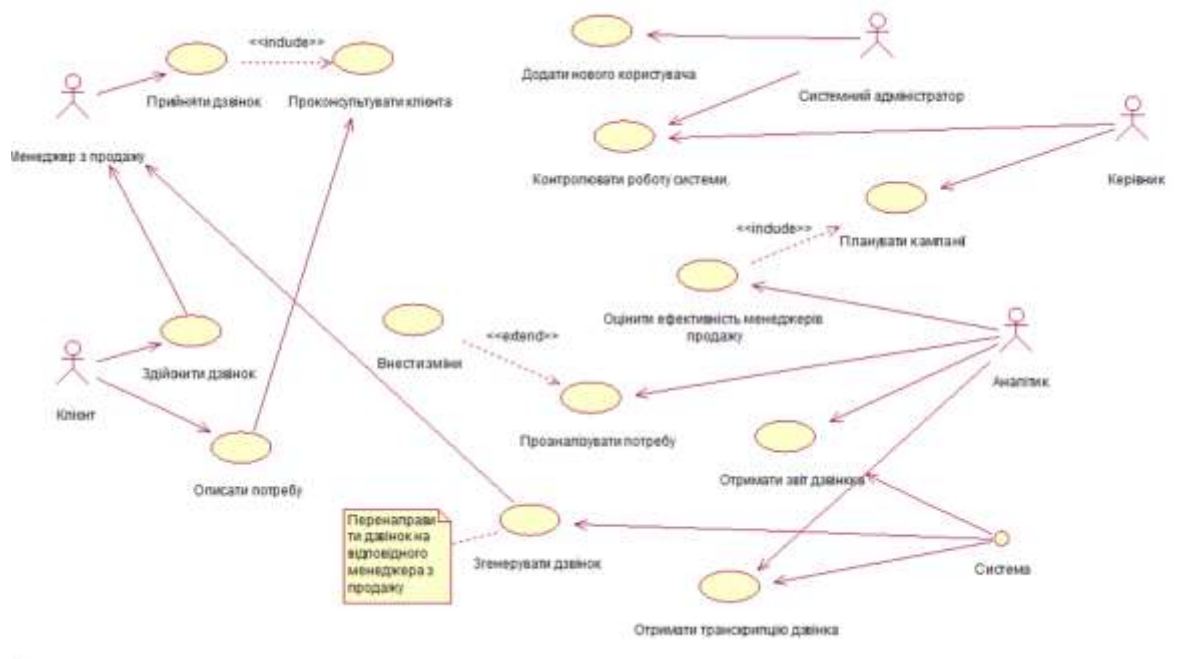 <<include>>
Прийняти дзвінок
Проконсультувати клієнта
Менеджер з продажу
Додати нового користувача
Системний адміністратор
Контролювати роботу системи.
Керівник
<<include>>
Планувати кампанії
Оцінити ефективність менеджерів
продажу
<<extend>>
Внести зміни
Здійснити дзвінок
Клієнт
Аналітик
Проаналізувати потребу
Описати потребу
Отримати звіт дзвінків
Перенаправи
ти дзвінок на
відповідного
менеджера з
продажу
Згенерувати дзвінок
Система
Отримати транскрипцію дзвінка